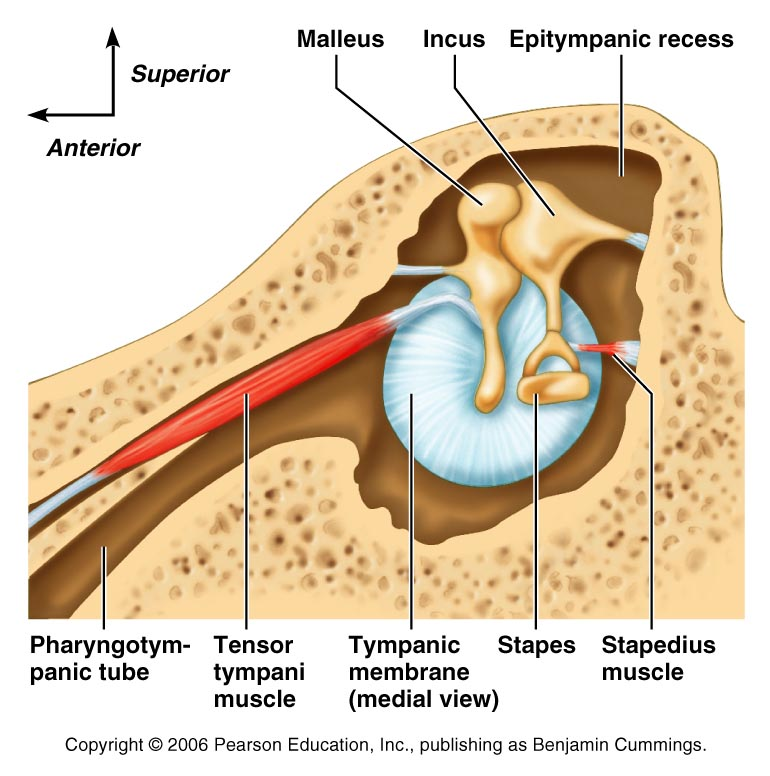 Malleus Incus Epitympanic recess
Superior
Anterior
Pharyngotym-
panic tube
Tensor
tympani
muscle
Tympanic
membrane
(medial view)
Stapes
Stapedius
muscle
Copyright © 2006 Pearson Education, Inc., publishing as Benjamin Cummings.